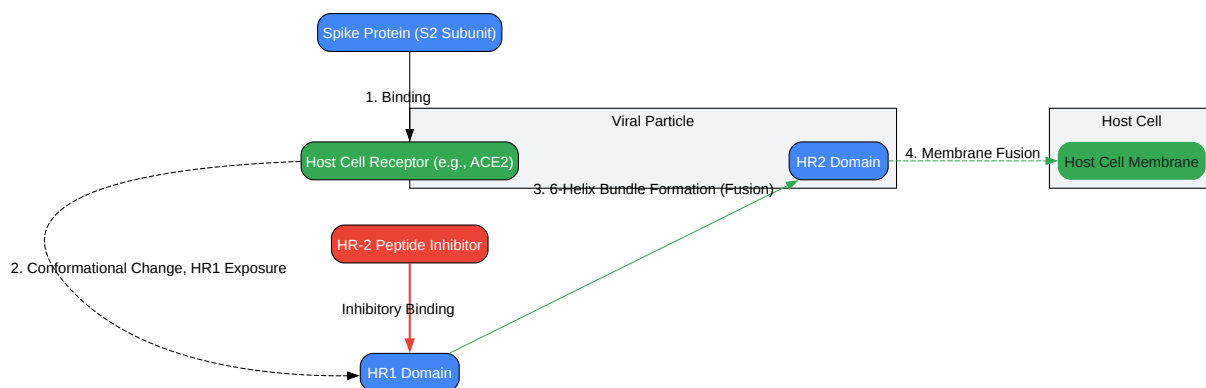 Spike Protein (S2 Subunit)
1. Binding
Viral Particle
Host Cell
Host Cell Receptor (e.g., ACE2)
HR2 Domain
4. Membrane Fusion
Host Cell Membrane
3. 6-Helix Bundle Formation (Fusion)
HR-2 Peptide Inhibitor
2. Conformational Change, HR1 Exposure
Inhibitory Binding
HR1 Domain